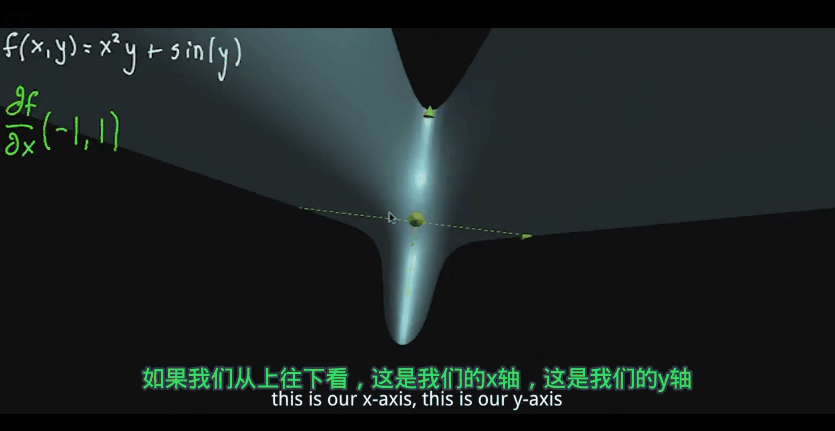 f(x,y)=x²y+sin(y)
∂f/∂x(-1,1)
如果我们从上往下看，这是我们的x轴，这是我们的y轴
this is our x-axis, this is our y-axis